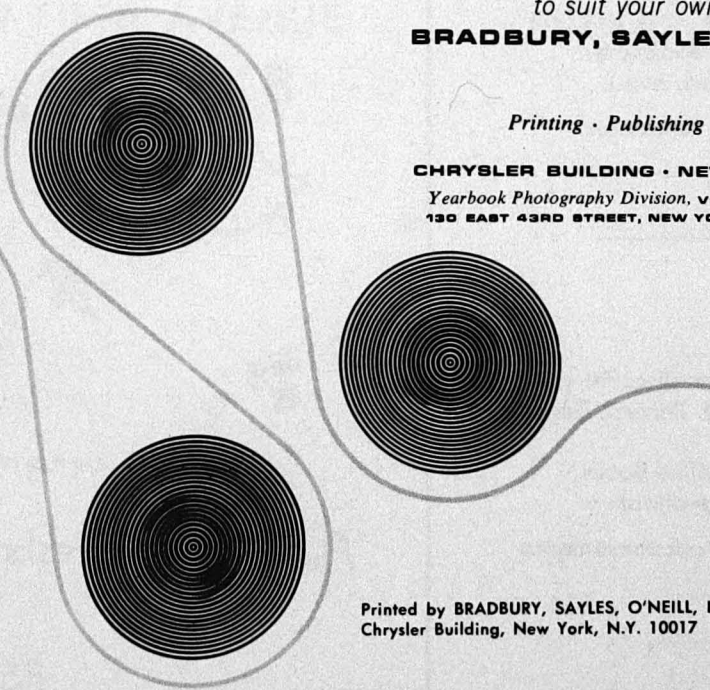 to suit your own
BRADBURY, SAYLE
Printing · Publishing
CHRYSLER BUILDING · NE
Yearbook Photography Division, v
130 EAST 43RD STREET, NEW YO
Printed by BRADBURY, SAYLES, O'NEILL,
Chrysler Building, New York, N.Y. 10017